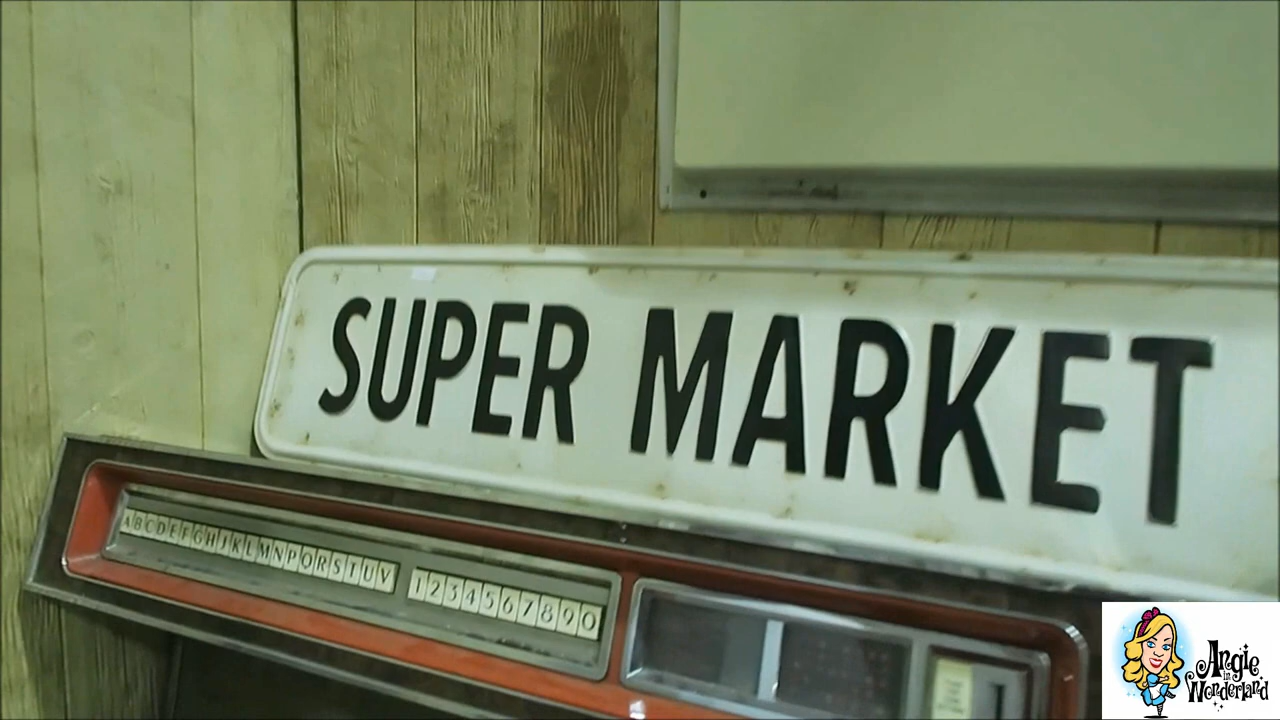 SUPER MARKET
ABCDEFGHJKLMNPQRSTUV 1234567890
Angie
in
Wonderland